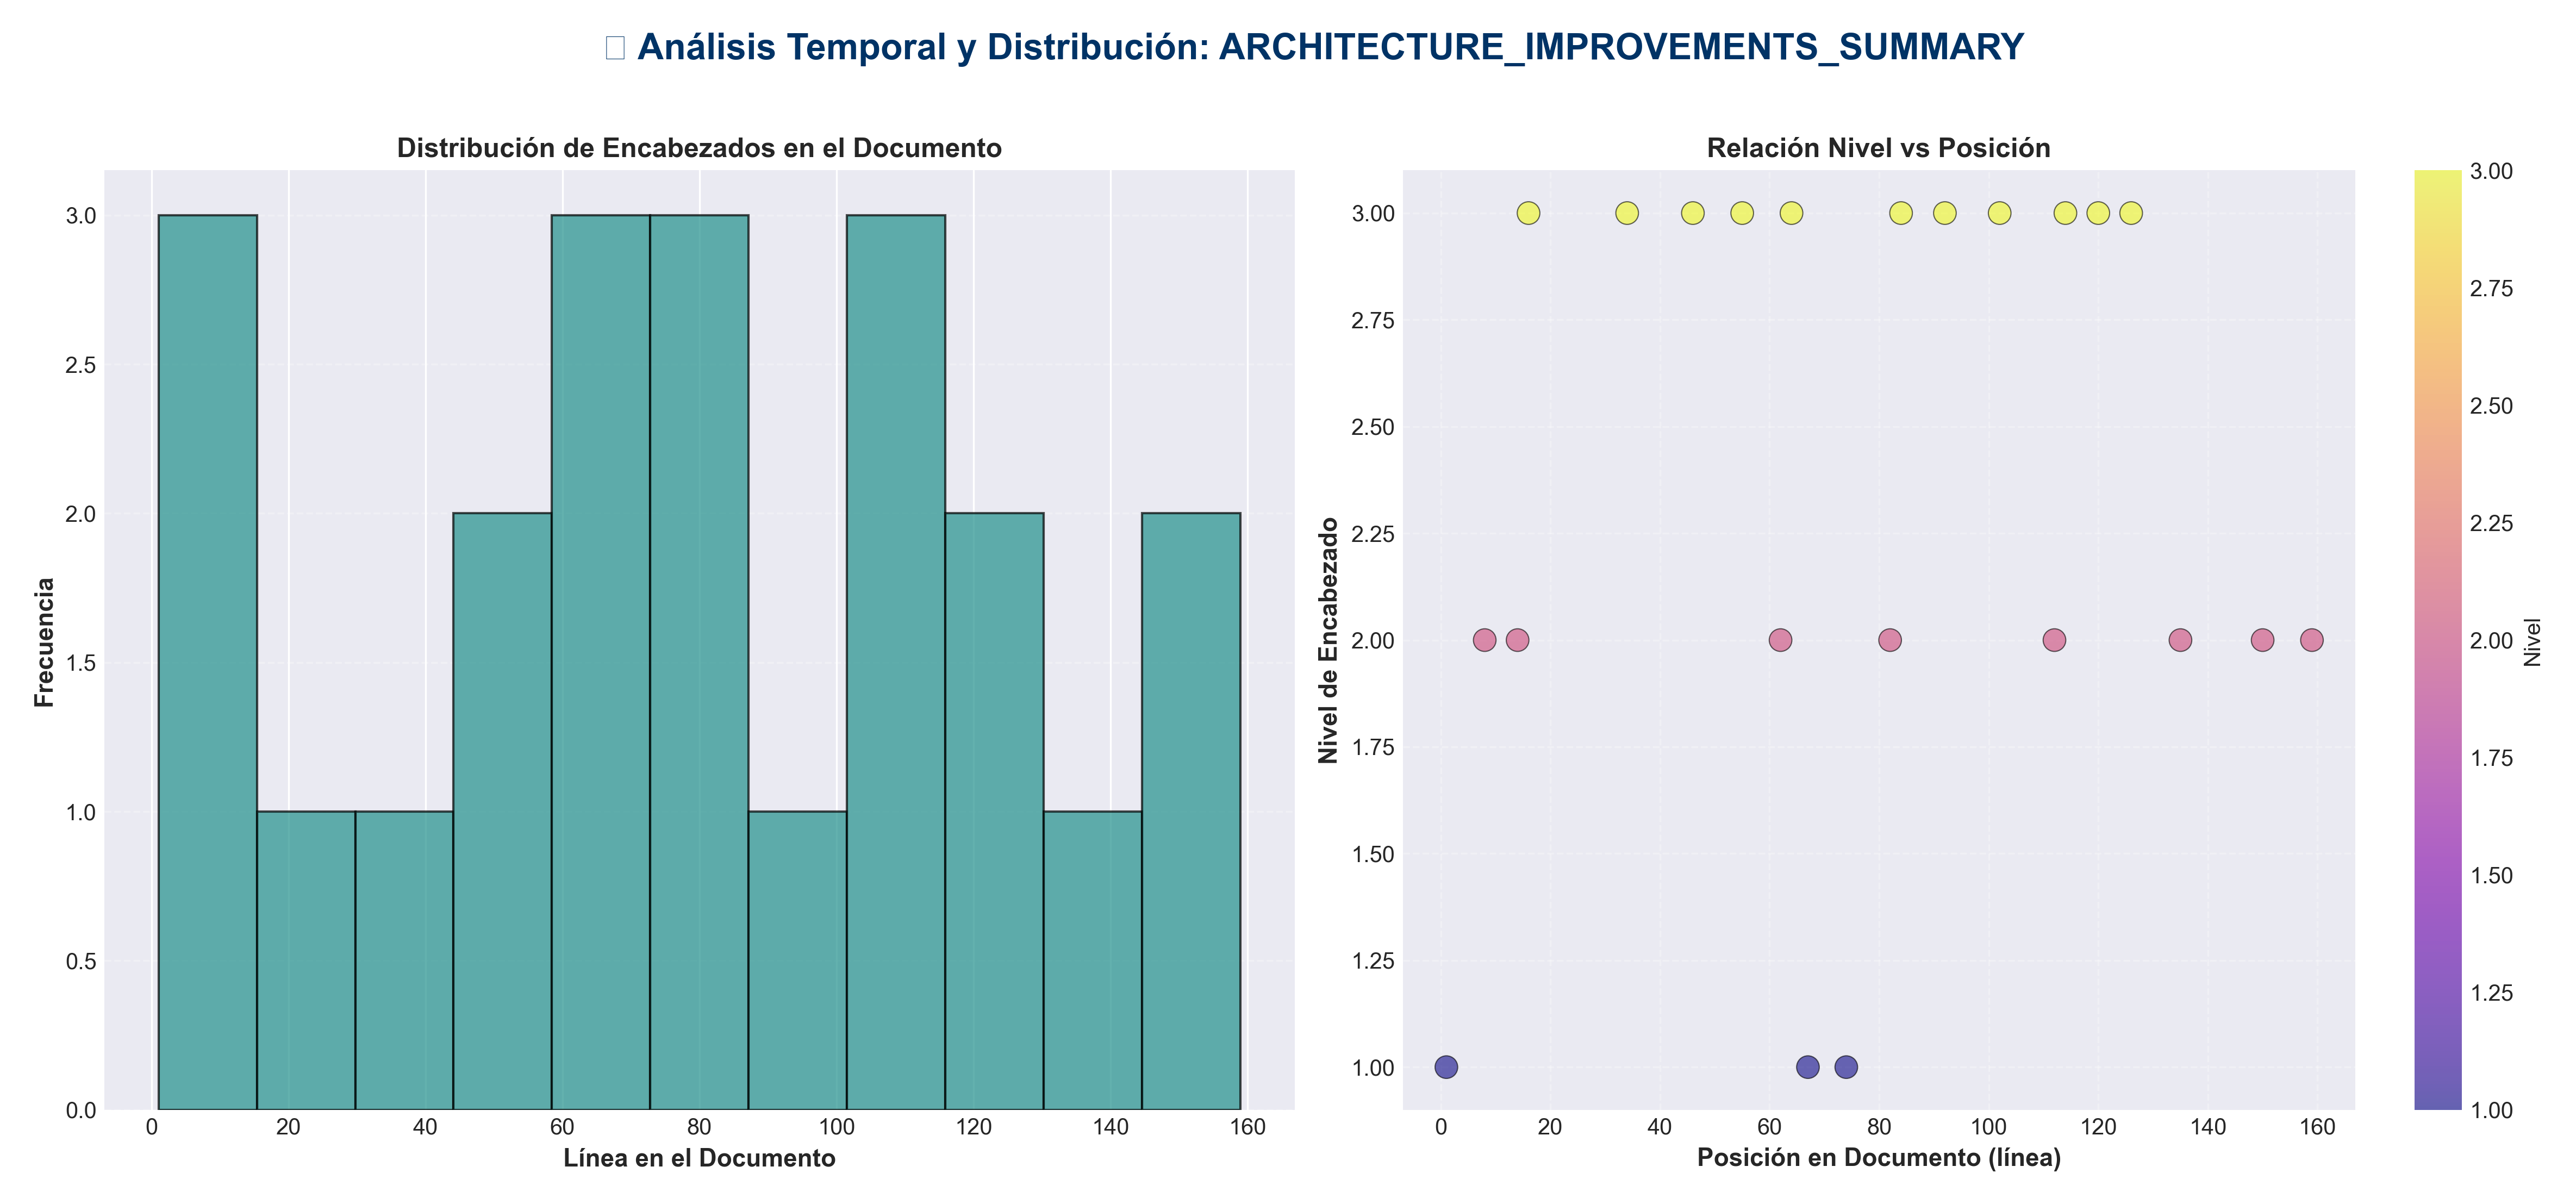 Análisis Temporal y Distribución: ARCHITECTURE_IMPROVEMENTS_SUMMARY
Distribución de Encabezados en el Documento
3.0
2.5
2.0
1.5
1.0
0.5
0.0
Frecuencia
0 20 40 60 80 100 120 140 160
Línea en el Documento
Relación Nivel vs Posición
3.00
2.75
2.50
2.25
2.00
1.75
1.50
1.25
1.00
Nivel de Encabezado
0 20 40 60 80 100 120 140 160
Posición en Documento (línea)
3.00
2.75
2.50
2.25
2.00
1.75
1.50
1.25
1.00
Nivel